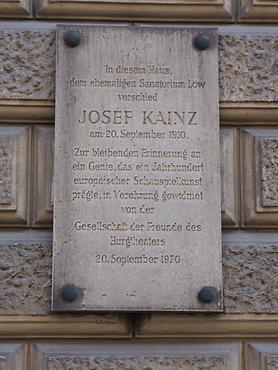 In diesem Haus,
dem ehemaligen Sanatorium Löw
verschied
JOSEF KAINZ
am 20. September 1910.
Zur bleibenden Erinnerung an
ein Genie, das ein Jahrhundert
europäischer Schauspielkunst
prägte, in Verehrung gewidmet
von der
Gesellschaft der Freunde des
Burgtheaters
20. September 1970